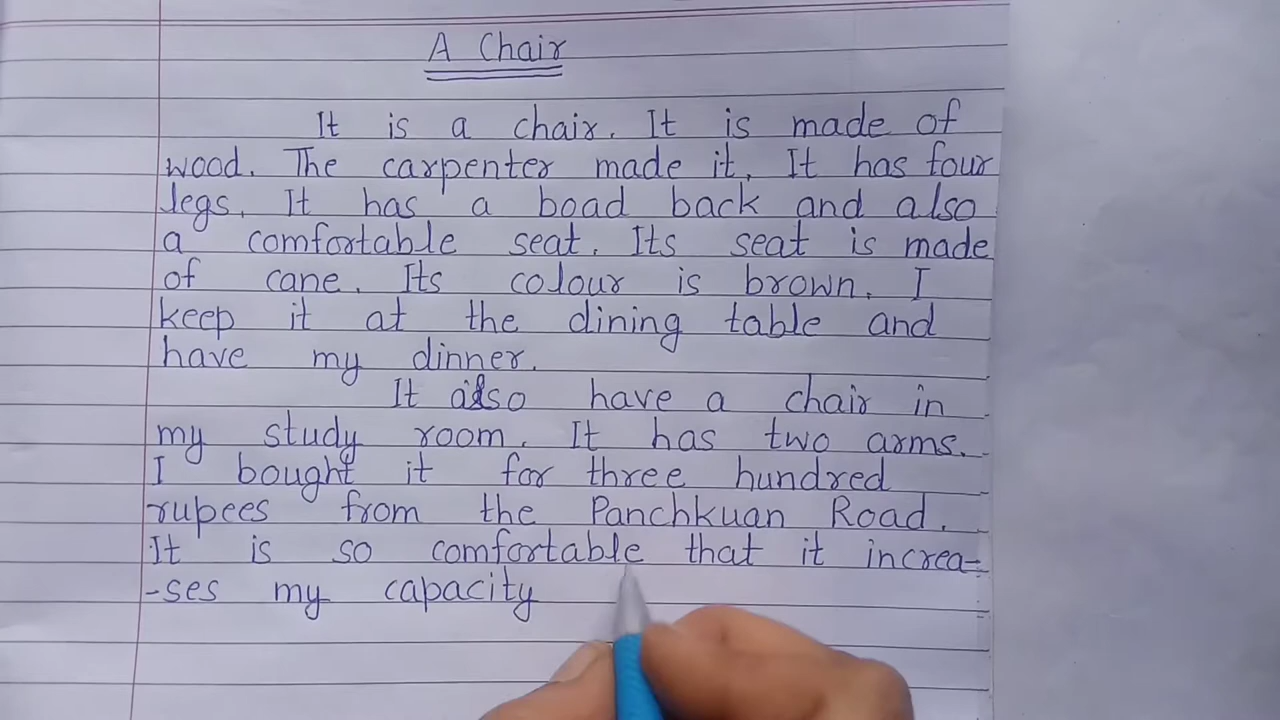 A Chair
It is a chair. It is made of
wood. The carpenter made it. It has four
legs. It has a boad back and also
a comfortable seat. Its seat is made
of cane. Its colour is brown. I
keep it at the dining table and
have my dinner.
It also have a chair in
my study room. It has two arms.
I bought it for three hundred
rupees from the Panchkuan Road.
It is so comfortable that it increa-
-ses my capacity